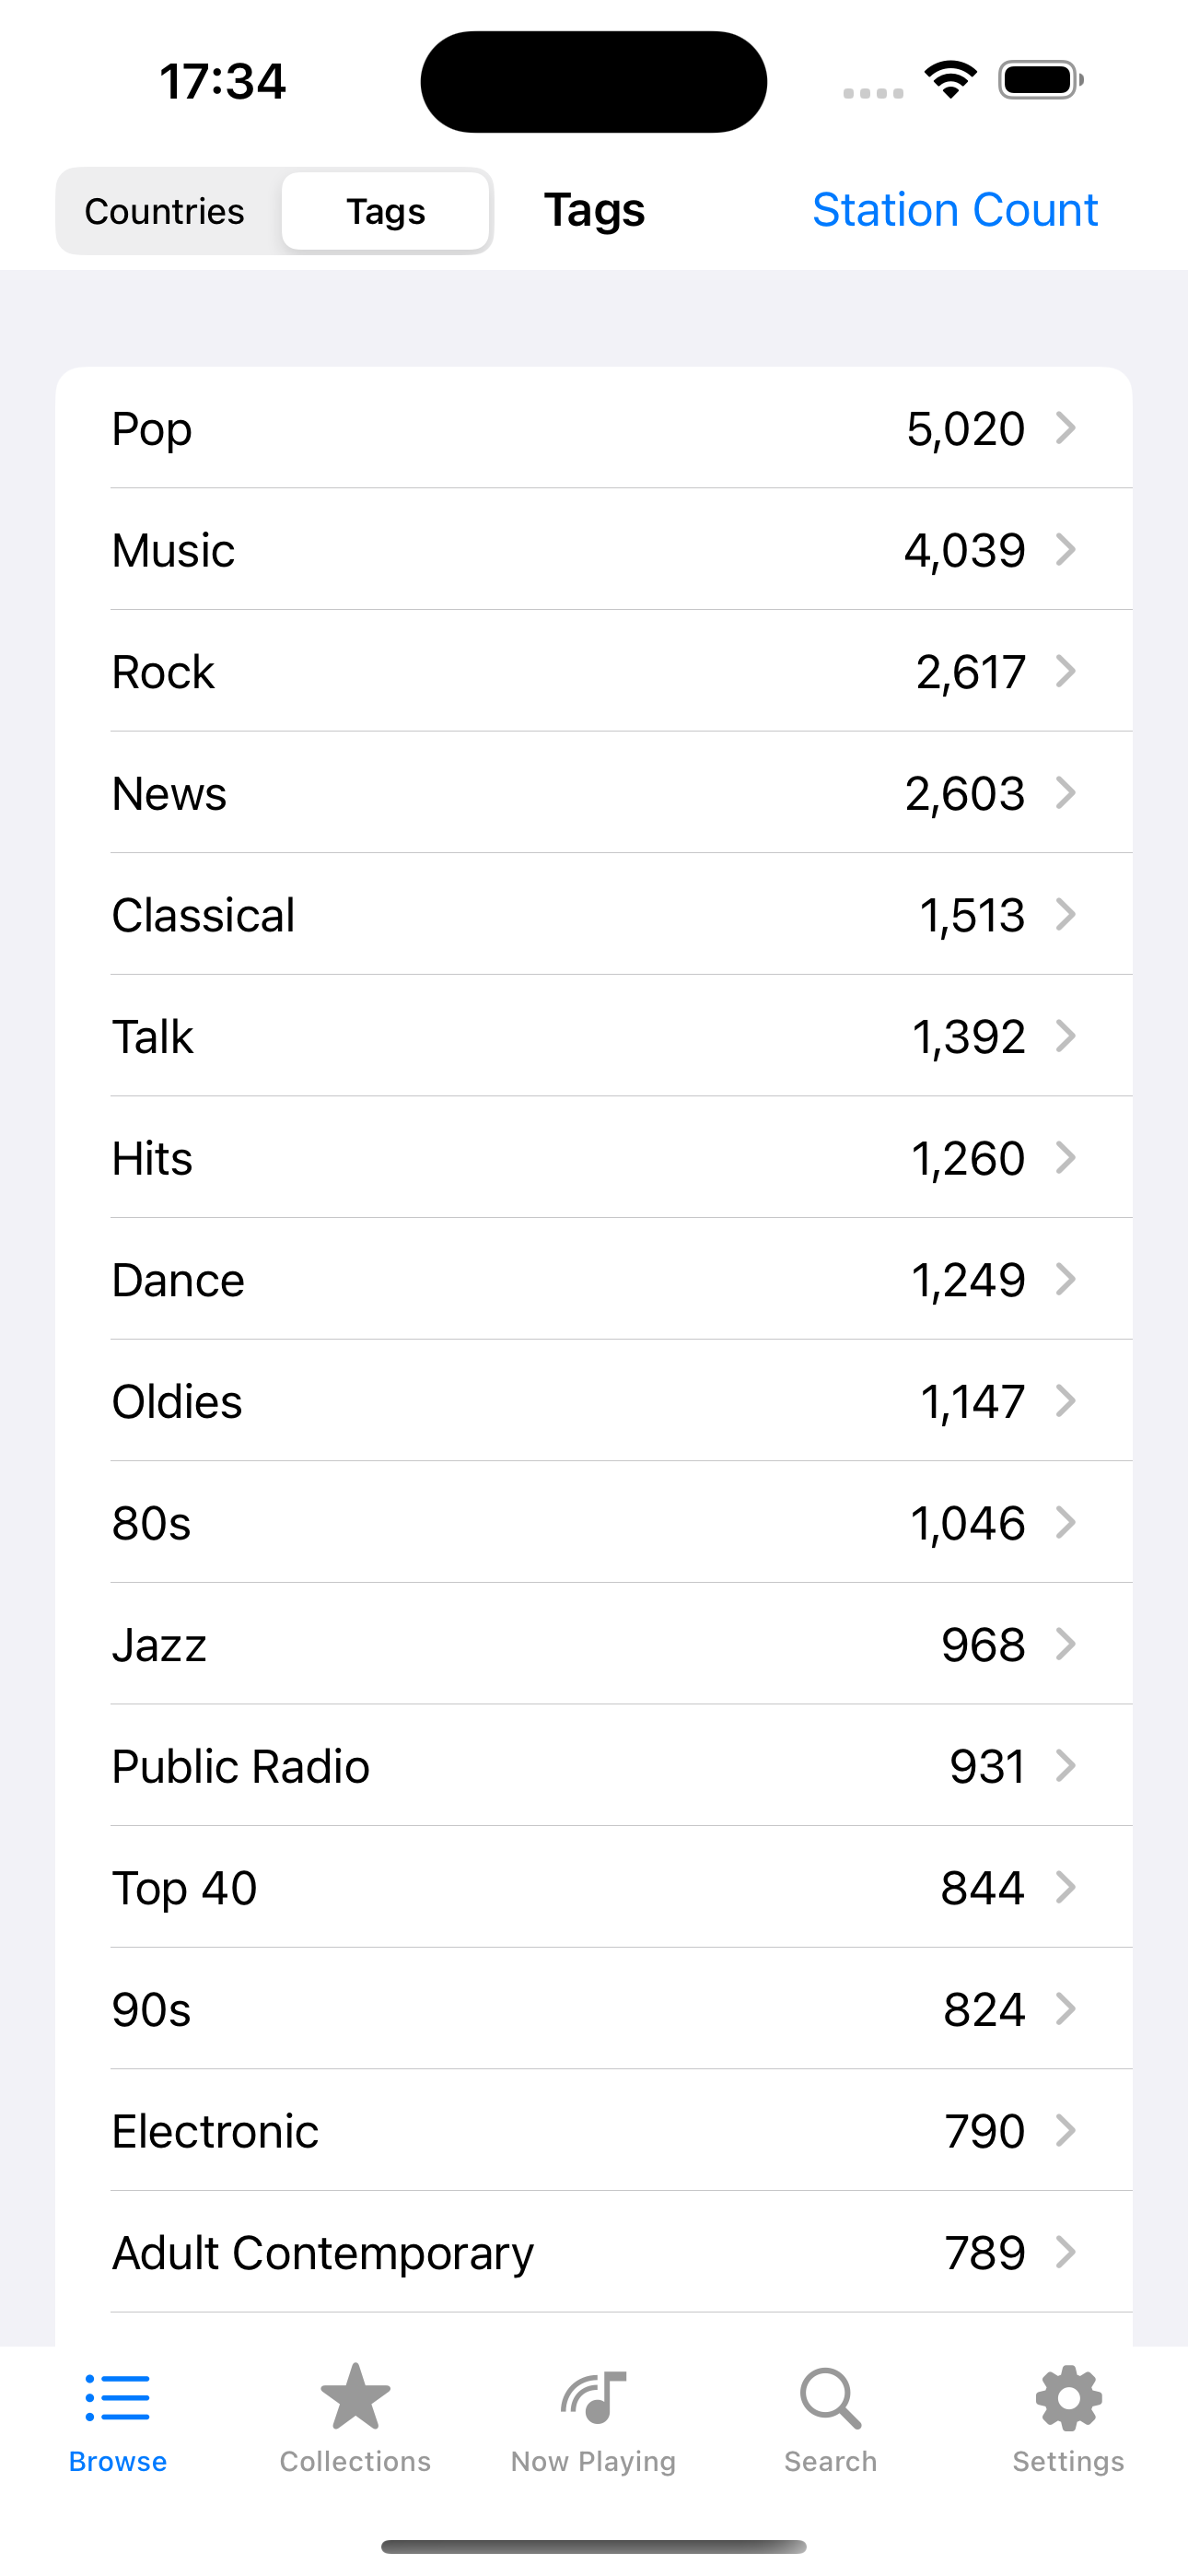 17:34
Countries Tags Tags Station Count
Pop 5,020
Music 4,039
Rock 2,617
News 2,603
Classical 1,513
Talk 1,392
Hits 1,260
Dance 1,249
Oldies 1,147
80s 1,046
Jazz 968
Public Radio 931
Top 40 844
90s 824
Electronic 790
Adult Contemporary 789
Browse Collections Now Playing Search Settings